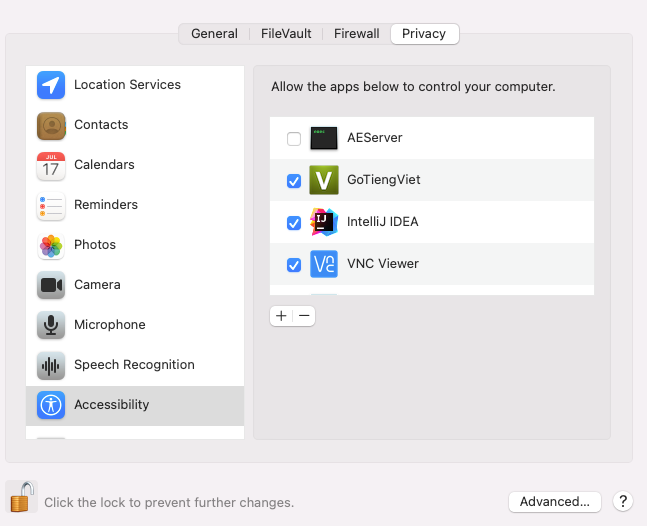 General FileVault Firewall Privacy
Location Services
Contacts
JUL
17
Calendars
Reminders
Photos
Camera
Microphone
Speech Recognition
Accessibility
Allow the apps below to control your computer.
AEServer
V
GoTiengViet
IJ
IntelliJ IDEA
VNC
VNC Viewer
+ −
Click the lock to prevent further changes.
Advanced... ?